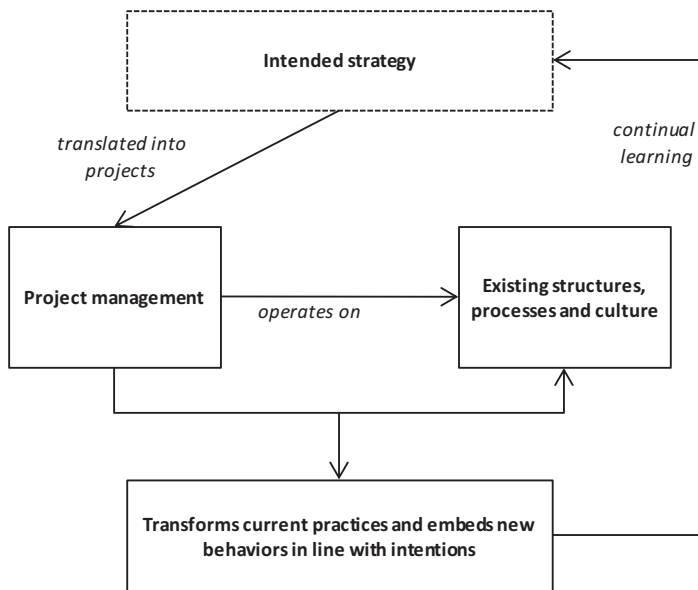 Intended strategy
translated into
projects
continual
learning
Project management
operates on
Existing structures,
processes and culture
Transforms current practices and embeds new
behaviors in line with intentions